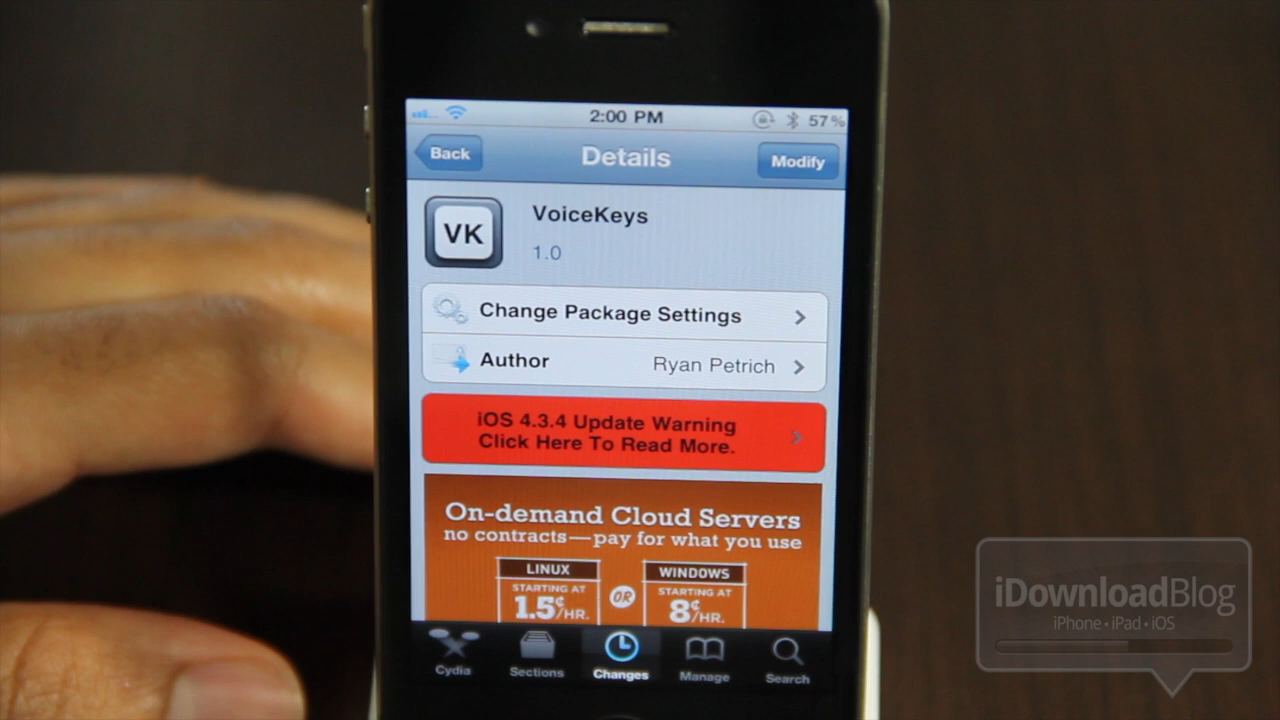 2:00 PM
57%
Back
Details
Modify
VK
VoiceKeys
1.0
Change Package Settings
Author
Ryan Petrich
iOS 4.3.4 Update Warning
Click Here To Read More.
On-demand Cloud Servers
no contracts—pay for what you use
LINUX
STARTING AT
1.5¢/HR.
OR
WINDOWS
STARTING AT
8¢/HR.
Cydia
Sections
Changes
Manage
Search
iDownloadBlog
iPhone • iPad • iOS